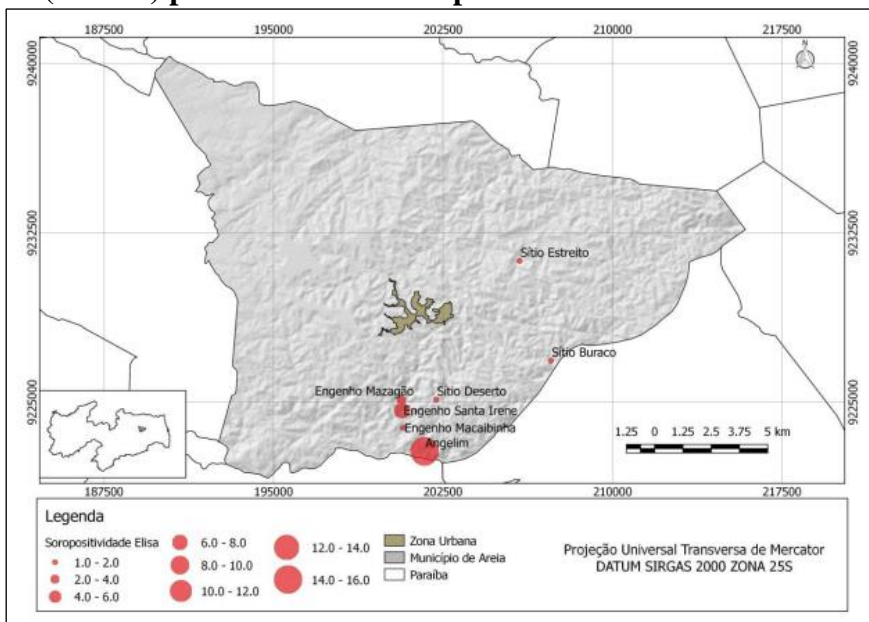 187500 195000 202500 210000 217500
N
9240000 9240000
9232500 9232500
Sítio Estreito
Sítio Buraco
Engenho Mazagão Sítio Deserto
9225000 9225000
Engenho Santa Irene
Engenho Macaibinha
Angelim
1.25 0 1.25 2.5 3.75 5 km
187500 195000 202500 210000 217500
Legenda
Soropositividade Elisa
1.0 - 2.0
2.0 - 4.0
4.0 - 6.0
6.0 - 8.0
8.0 - 10.0
10.0 - 12.0
12.0 - 14.0
14.0 - 16.0
Zona Urbana
Município de Areia
Paraíba
Projeção Universal Transversa de Mercator
DATUM SIRGAS 2000 ZONA 25S